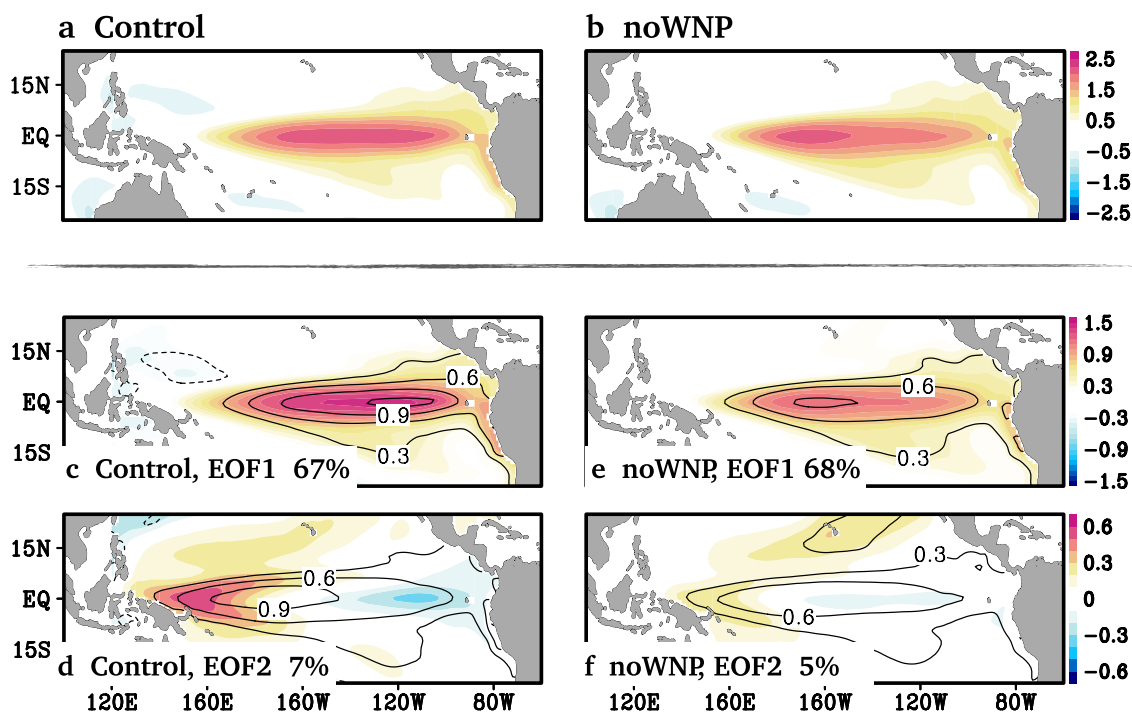 a Control
b noWNP
15N
EQ
15S
2.5
1.5
0.5
-0.5
-1.5
-2.5
15N
EQ
15S
0.6
0.9
0.3
c Control, EOF1 67%
0.6
0.3
e noWNP, EOF1 68%
1.5
0.9
0.3
-0.3
-0.9
-1.5
15N
EQ
15S
0.6
0.9
d Control, EOF2 7%
0.3
0.6
f noWNP, EOF2 5%
0.6
0.3
0
-0.3
-0.6
120E 160E 160W 120W 80W
120E 160E 160W 120W 80W